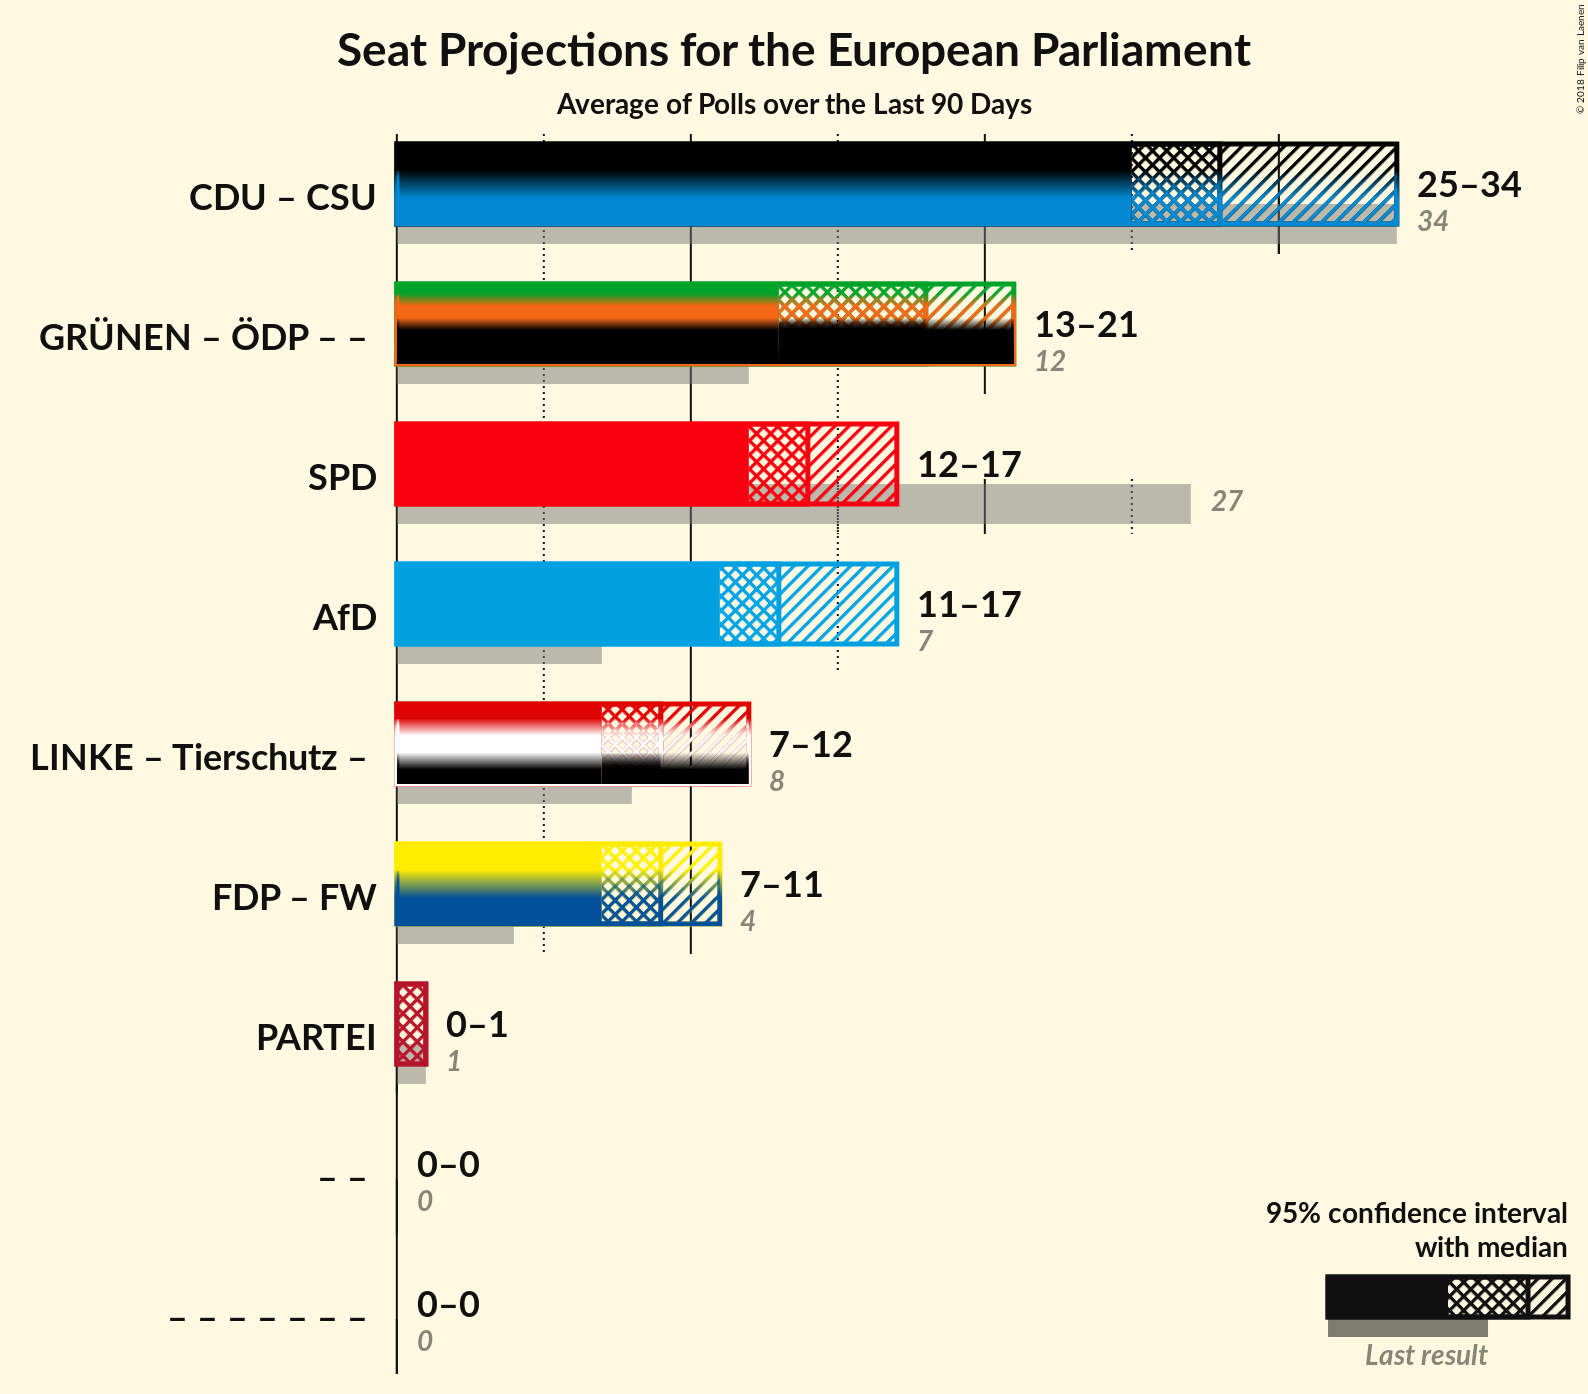 Seat Projections for the European Parliament
Average of Polls over the Last 90 Days
© 2018 Filip van Laenen
CDU – CSU
25–34
34
GRÜNEN – ÖDP – –
13–21
12
SPD
12–17
27
AfD
11–17
7
LINKE – Tierschutz –
7–12
8
FDP – FW
7–11
4
PARTEI
0–1
1
– –
0–0
0
– – – – – – –
0–0
0
95% confidence interval
with median
Last result